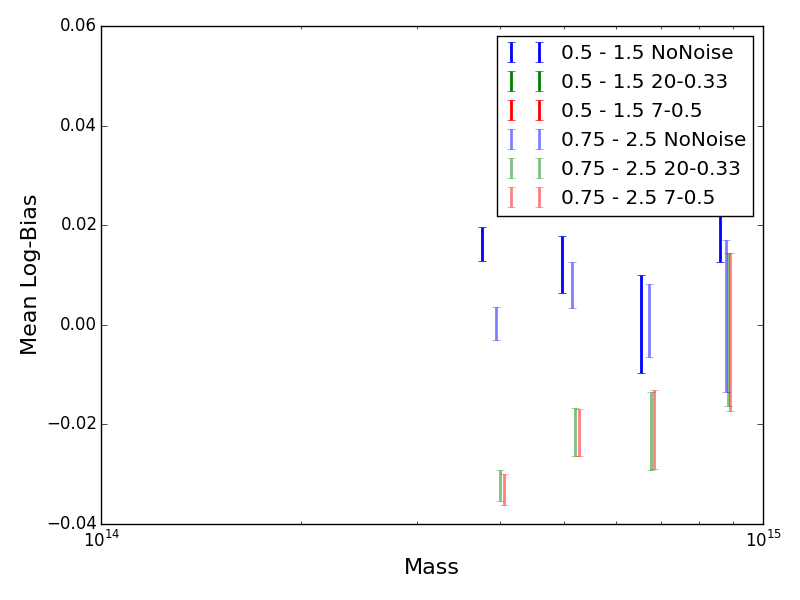 0.06
0.04
0.02
0.00
−0.02
−0.04
10^14
10^15
Mass
Mean Log-Bias
0.5 - 1.5 NoNoise
0.5 - 1.5 20-0.33
0.5 - 1.5 7-0.5
0.75 - 2.5 NoNoise
0.75 - 2.5 20-0.33
0.75 - 2.5 7-0.5